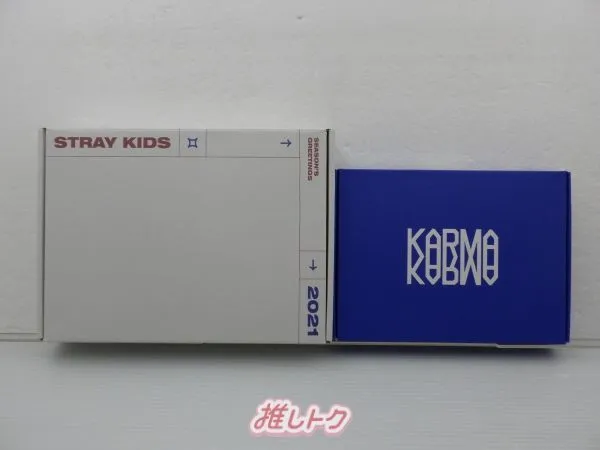 STRAY KIDS
SEASON'S
GREETINGS
2021
KARMA
推しトク